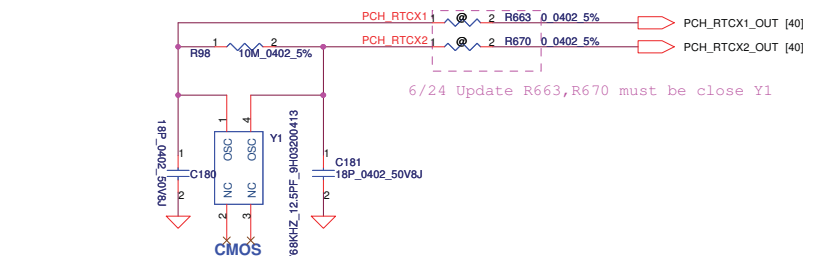 PCH_RTCX1 1 @ 2 R663 0_0402_5% PCH_RTCX1_OUT [40]
PCH_RTCX2 1 @ 2 R670 0_0402_5% PCH_RTCX2_OUT [40]
R98 1 2 10M_0402_5%
6/24 Update R663,R670 must be close Y1
18P_0402_50V8J
1
C180
2
1 4
Y1
OSC OSC
NC NC
2 3
CMOS
68KHZ_12.5PF_9H03200413
1
C181
18P_0402_50V8J
2